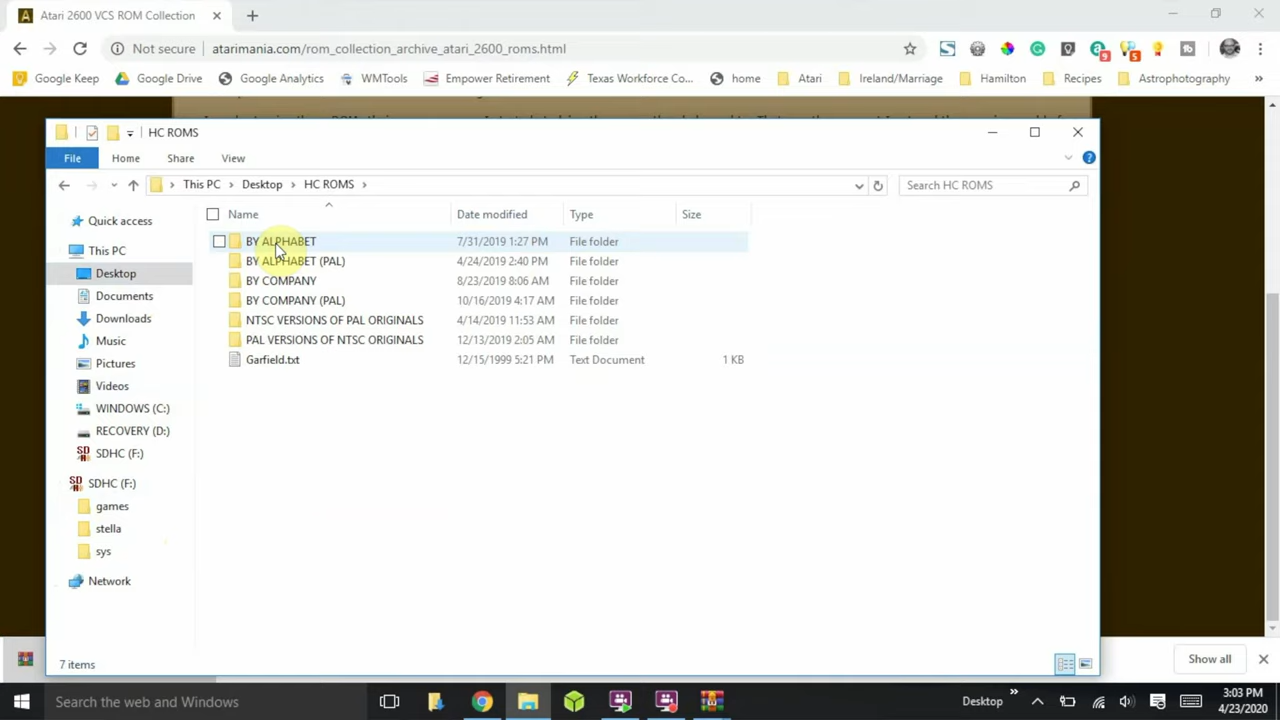 Atari 2600 VCS ROM Collection
Not secure
atarimania.com/rom_collection_archive_atari_2600_roms.html
9
5
Google Keep
Google Drive
Google Analytics
WMTools
Empower Retirement
Texas Workforce Co...
home
Atari
Ireland/Marriage
Hamilton
Recipes
Astrophotography
»
HC ROMS
File
Home
Share
View
This PC > Desktop > HC ROMS >
Search HC ROMS
Name
Date modified
Type
Size
Quick access
This PC
Desktop
Documents
Downloads
Music
Pictures
Videos
WINDOWS (C:)
RECOVERY (D:)
SDHC (F:)
SDHC (F:)
games
stella
sys
Network
BY ALPHABET 7/31/2019 1:27 PM File folder
BY ALPHABET (PAL) 4/24/2019 2:40 PM File folder
BY COMPANY 8/23/2019 8:06 AM File folder
BY COMPANY (PAL) 10/16/2019 4:17 AM File folder
NTSC VERSIONS OF PAL ORIGINALS 4/14/2019 11:53 AM File folder
PAL VERSIONS OF NTSC ORIGINALS 12/13/2019 2:05 AM File folder
Garfield.txt 12/15/1999 5:21 PM Text Document 1 KB
7 items
Show all
Search the web and Windows
Desktop
3:03 PM
4/23/2020